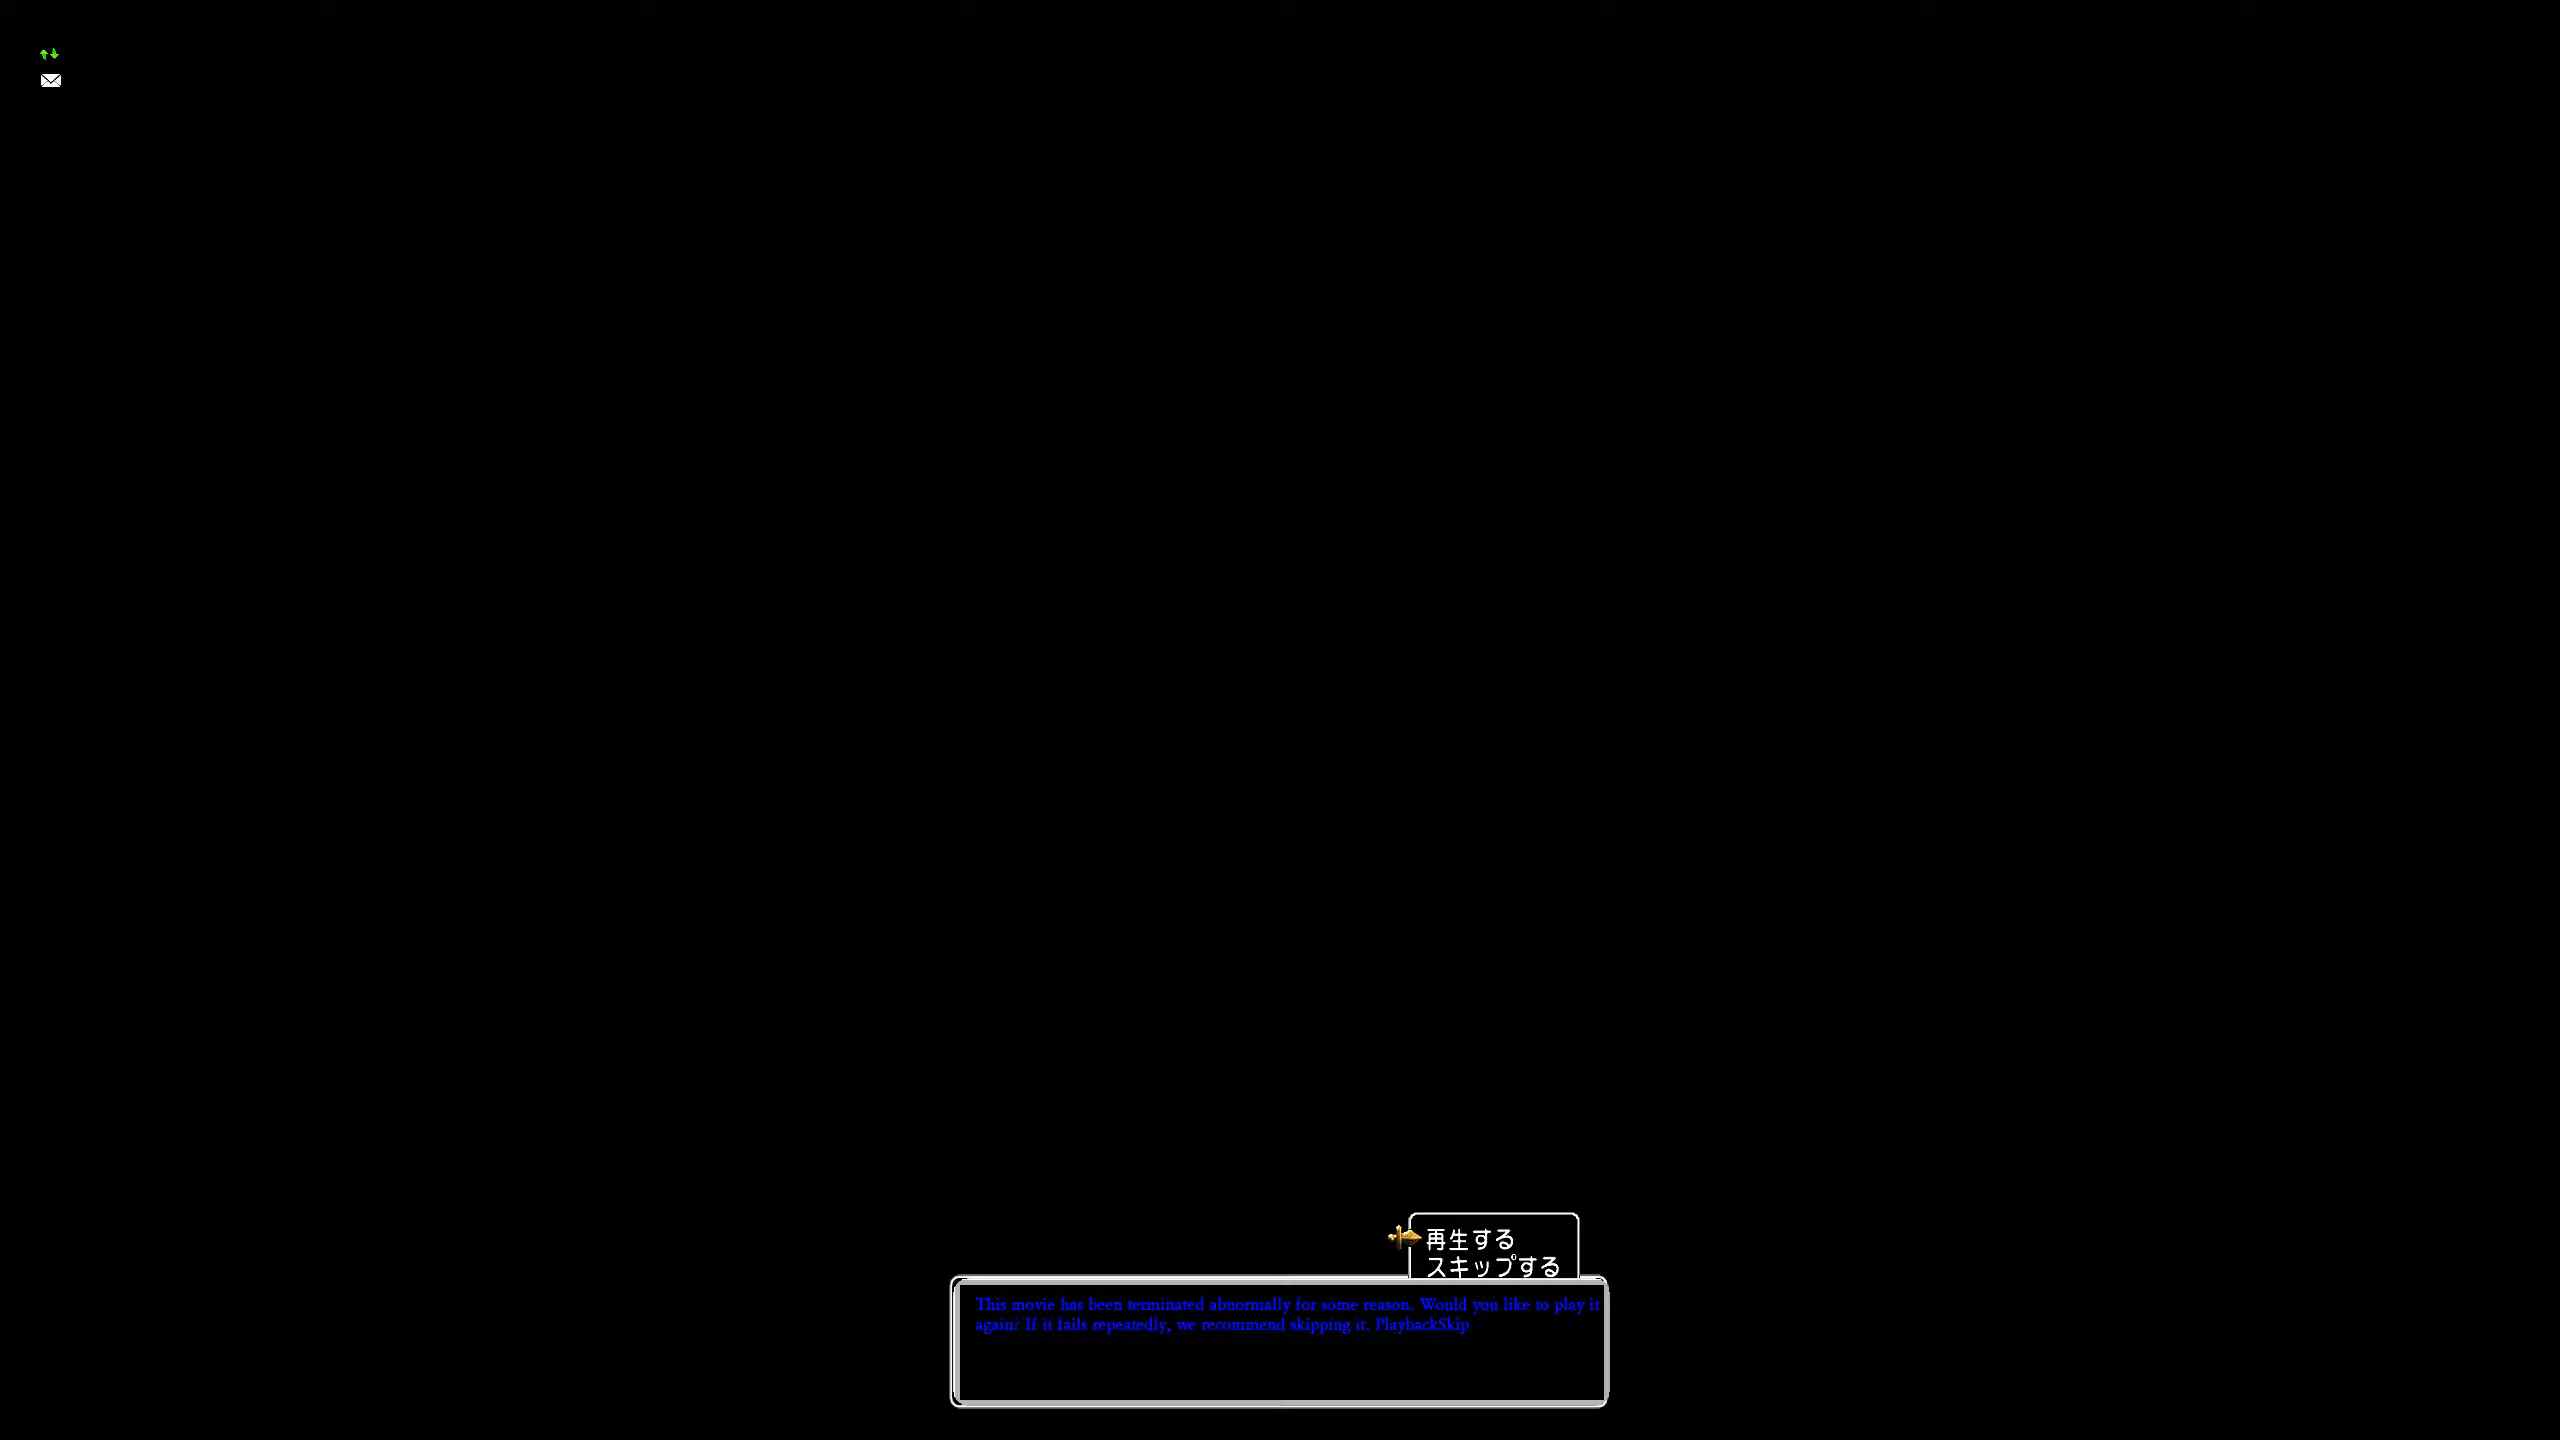 再生する
スキップする
This movie has been terminated abnormally for some reason. Would you like to play it
again? If it fails repeatedly, we recommend skipping it. PlaybackSkip